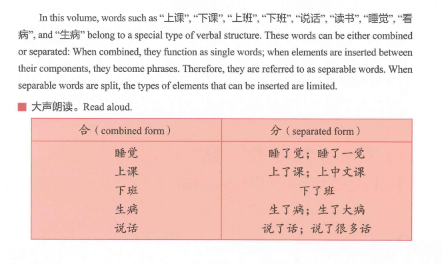 In this volume, words such as “上课”, “下课”, “上班”, “下班”, “说话”, “读书”, “睡觉”, “看
病”, and “生病” belong to a special type of verbal structure. These words can be either combined
or separated: When combined, they function as single words; when elements are inserted between
their components, they become phrases. Therefore, they are referred to as separable words. When
separable words are split, the types of elements that can be inserted are limited.
大声朗读。Read aloud.
合（combined form） 分（separated form）
睡觉 睡了觉；睡了一觉
上课 上了课；上中文课
下班 下了班
生病 生了病；生了大病
说话 说了话；说了很多话